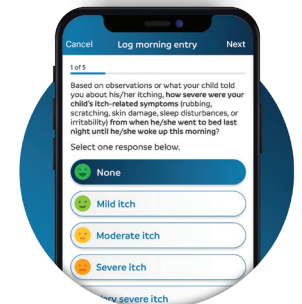 Cancel Log morning entry Next
1 of 5
Based on observations or what your child told
you about his/her itching, how severe were your
child's itch-related symptoms (rubbing,
scratching, skin damage, sleep disturbances, or
irritability) from when he/she went to bed last
night until he/she woke up this morning?
Select one response below.
None
Mild itch
Moderate itch
Severe itch
Very severe itch